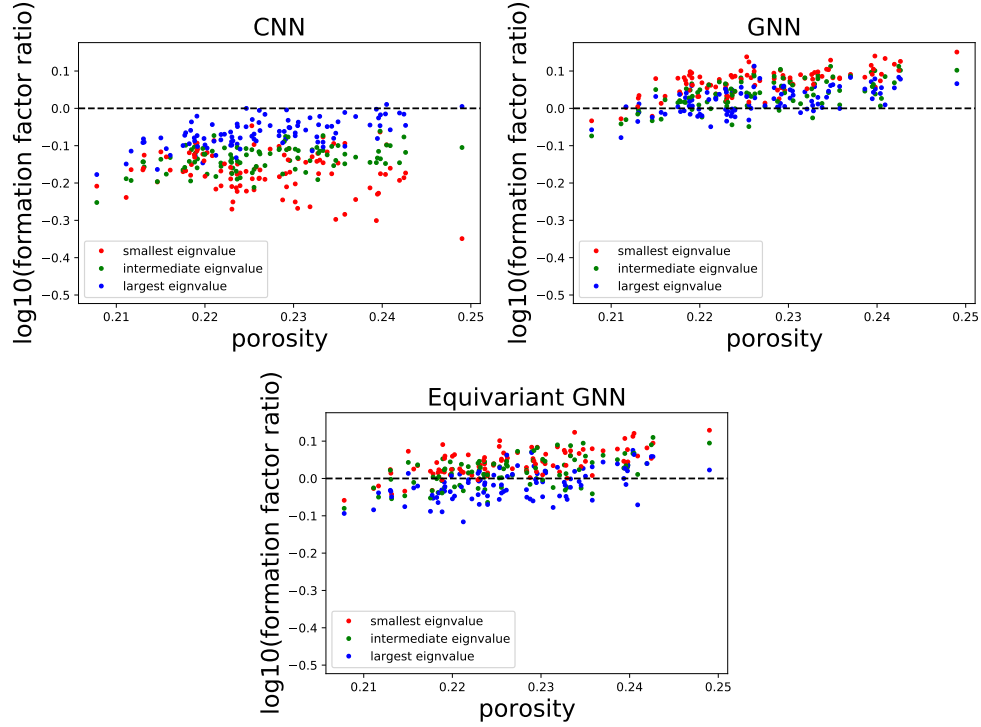 CNN
log10(formation factor ratio)
0.1
0.0
−0.1
−0.2
−0.3
−0.4
−0.5
smallest eignvalue
intermediate eignvalue
largest eignvalue
0.21 0.22 0.23 0.24 0.25
porosity
GNN
log10(formation factor ratio)
0.1
0.0
−0.1
−0.2
−0.3
−0.4
−0.5
smallest eignvalue
intermediate eignvalue
largest eignvalue
0.21 0.22 0.23 0.24 0.25
porosity
Equivariant GNN
log10(formation factor ratio)
0.1
0.0
−0.1
−0.2
−0.3
−0.4
−0.5
smallest eignvalue
intermediate eignvalue
largest eignvalue
0.21 0.22 0.23 0.24 0.25
porosity